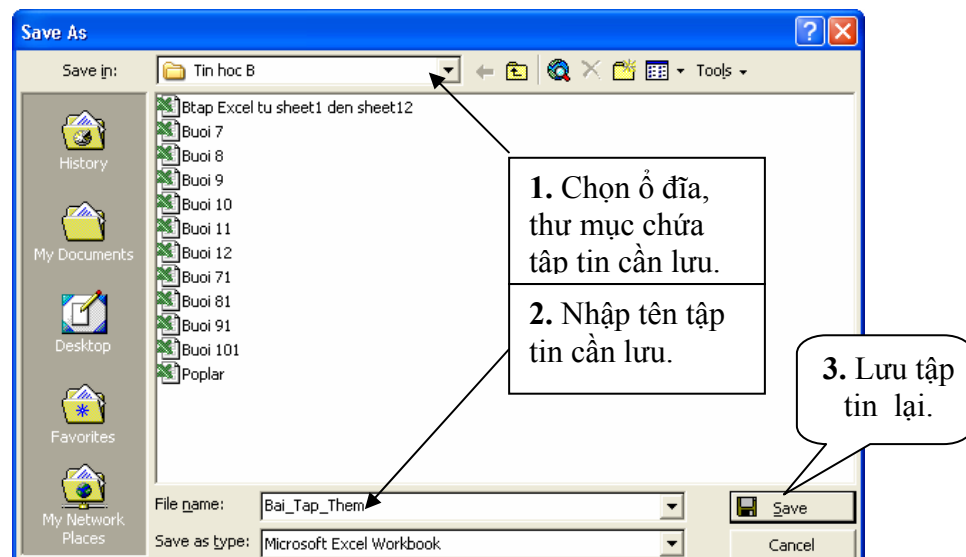 Save As
Save in:
Tin hoc B
Tools
History
My Documents
Desktop
Favorites
My Network
Places
Btap Excel tu sheet1 den sheet12
Buoi 7
Buoi 8
Buoi 9
Buoi 10
Buoi 11
Buoi 12
Buoi 71
Buoi 81
Buoi 91
Buoi 101
Poplar
1. Chọn ổ đĩa,
thư mục chứa
tập tin cần lưu.
2. Nhập tên tập
tin cần lưu.
3. Lưu tập
tin lại.
File name:
Bai_Tap_Them
Save
Save as type:
Microsoft Excel Workbook
Cancel